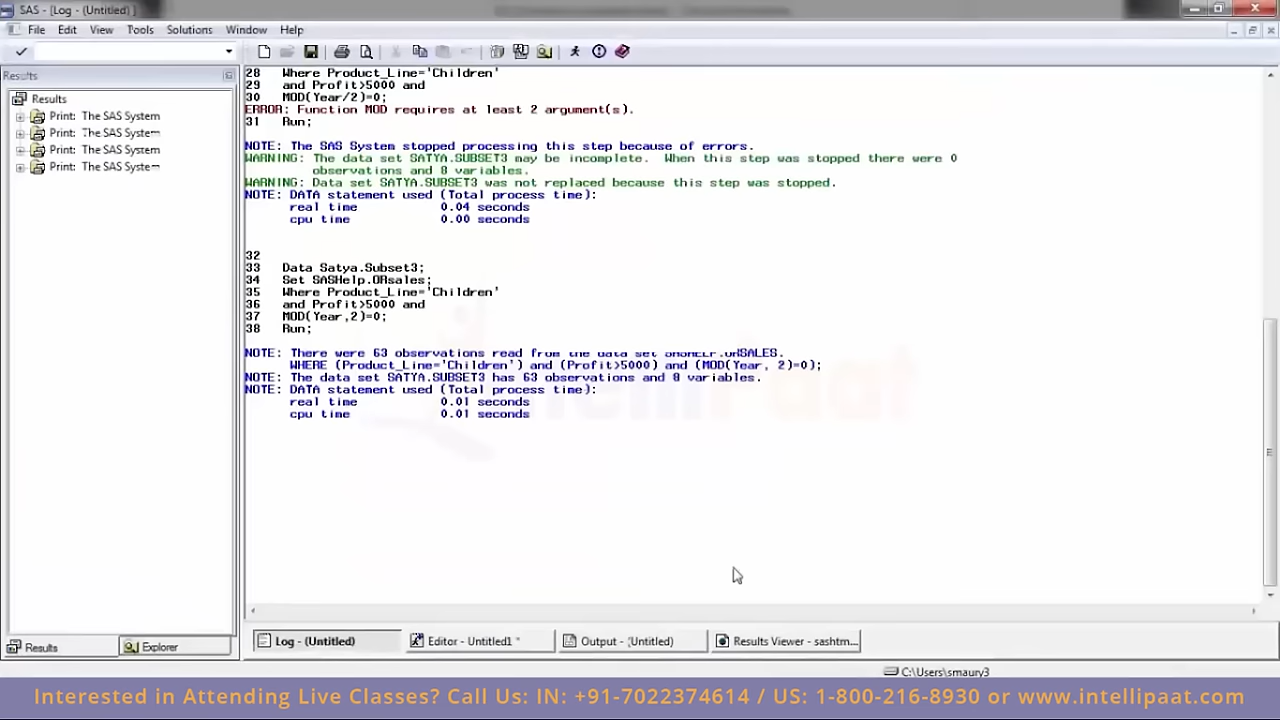 SAS - [Log - (Untitled)]
File Edit View Tools Solutions Window Help
Results
Results
Print: The SAS System
Print: The SAS System
Print: The SAS System
Print: The SAS System
28 Where Product_Line='Children'
29 and Profit>5000 and
30 MOD(Year/2)=0;
ERROR: Function MOD requires at least 2 argument(s).
31 Run;
NOTE: The SAS System stopped processing this step because of errors.
WARNING: The data set SATYA.SUBSET3 may be incomplete. When this step was stopped there were 0
observations and 8 variables.
WARNING: Data set SATYA.SUBSET3 was not replaced because this step was stopped.
NOTE: DATA statement used (Total process time):
real time 0.04 seconds
cpu time 0.00 seconds
32
33 Data Satya.Subset3;
34 Set SASHelp.ORsales;
35 Where Product_Line='Children'
36 and Profit>5000 and
37 MOD(Year,2)=0;
38 Run;
NOTE: There were 63 observations read from the data set SASHELP.ORSALES.
WHERE (Product_Line='Children') and (Profit>5000) and (MOD(Year, 2)=0);
NOTE: The data set SATYA.SUBSET3 has 63 observations and 8 variables.
NOTE: DATA statement used (Total process time):
real time 0.01 seconds
cpu time 0.01 seconds
Results Explorer
Log - (Untitled) Editor - Untitled1 * Output - (Untitled) Results Viewer - sashtm...
C:\Users\smaury3
Interested in Attending Live Classes? Call Us: IN: +91-7022374614 / US: 1-800-216-8930 or www.intellipaat.com